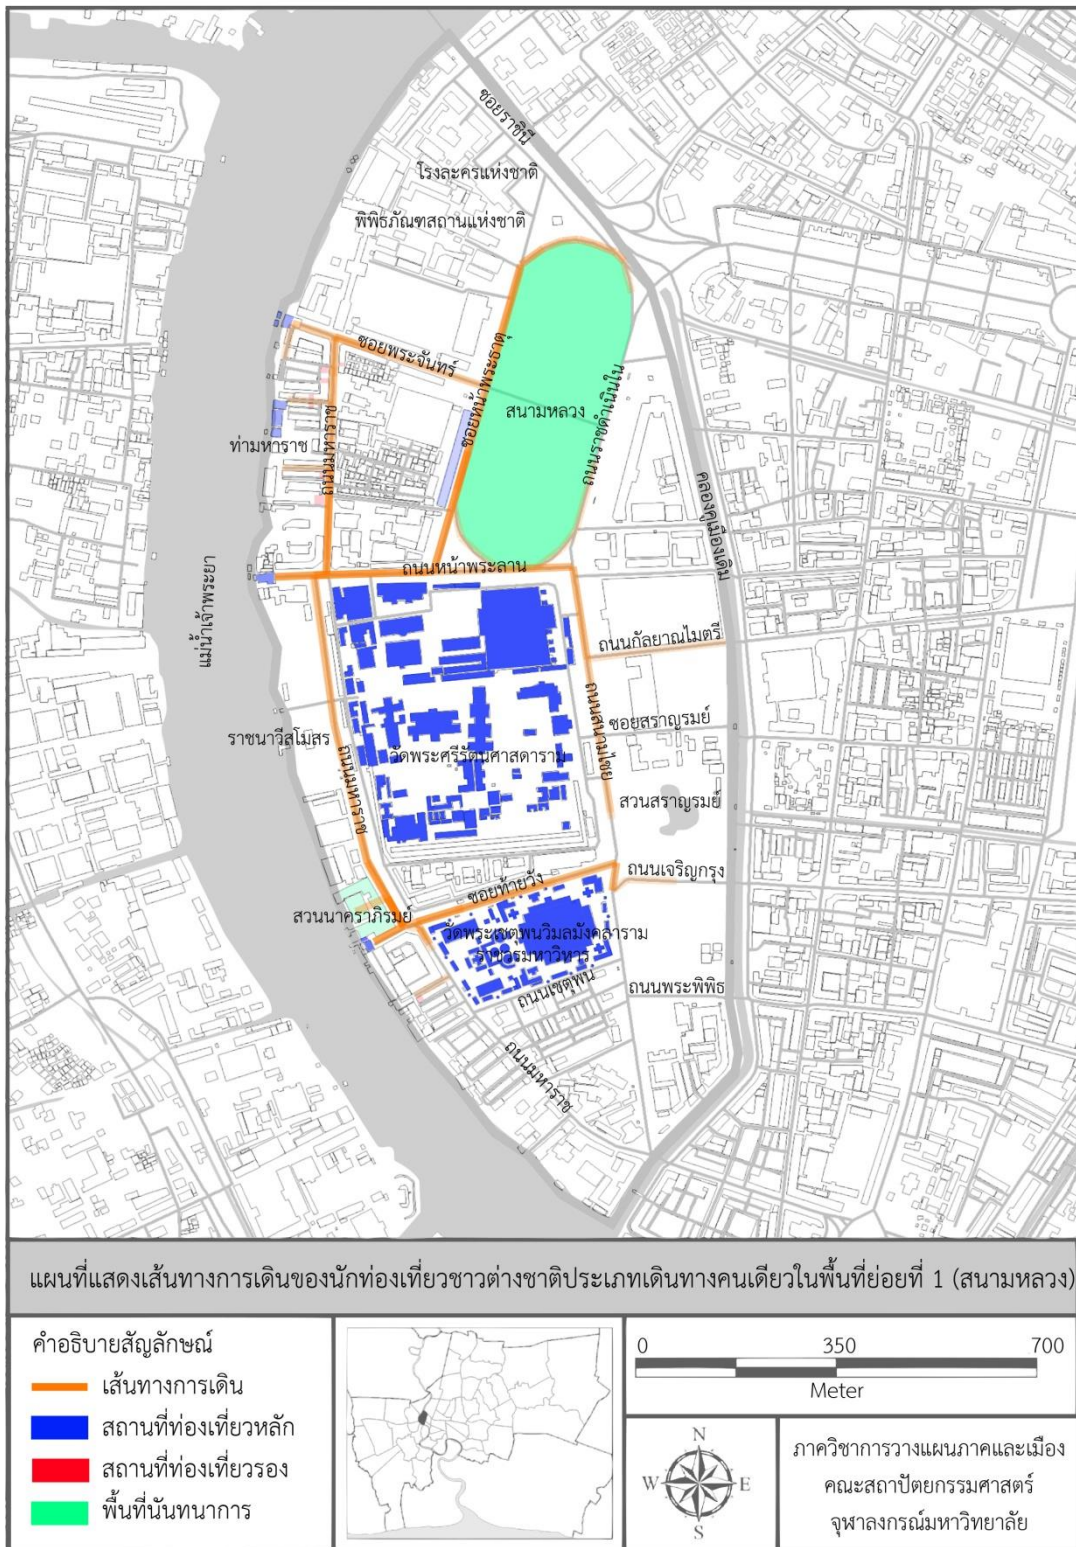 ซอยราชินี
โรงละครแห่งชาติ
พิพิธภัณฑสถานแห่งชาติ
ซอยพระจันทร์
ซอยหน้าพระธาตุ
สนามหลวง
ถนนราชดำเนินใน
ท่ามหาราช
ถนนมหาราช
คลองคูเมืองเดิม
ถนนหน้าพระลาน
แม่น้ำเจ้าพระยา
ถนนกัลยาณไมตรี
ถนนสนามไชย
ซอยสราญรมย์
ราชนาวีสโมสร
วัดพระศรีรัตนศาสดาราม
ถนนมหาราช
สวนสราญรมย์
ถนนเจริญกรุง
ซอยท้ายวัง
สวนนาคราภิรมย์
วัดพระเชตุพนวิมลมังคลาราม
ราชวรมหาวิหาร
ถนนเชตุพน
ถนนพระพิพิธ
ถนนมหาราช
แผนที่แสดงเส้นทางการเดินของนักท่องเที่ยวชาวต่างชาติประเภทเดินทางคนเดียวในพื้นที่ย่อยที่ 1 (สนามหลวง)
คำอธิบายสัญลักษณ์
เส้นทางการเดิน
สถานที่ท่องเที่ยวหลัก
สถานที่ท่องเที่ยวรอง
พื้นที่นันทนาการ
0 350 700
Meter
N
W E
S
ภาควิชาการวางแผนภาคและเมือง
คณะสถาปัตยกรรมศาสตร์
จุฬาลงกรณ์มหาวิทยาลัย